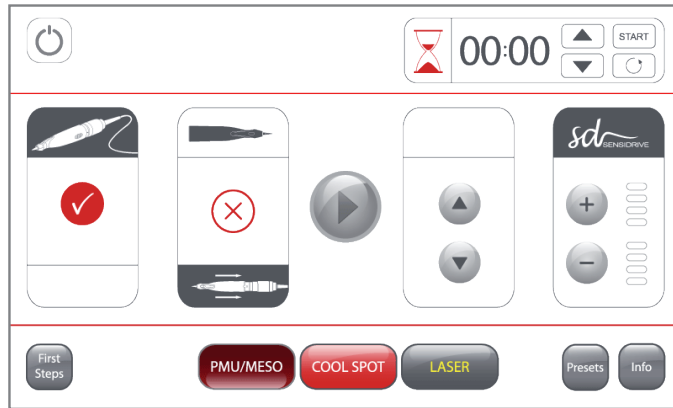 00:00
START
sd
SENSIDRIVE
First
Steps
PMU/MESO
COOL SPOT
LASER
Presets
Info